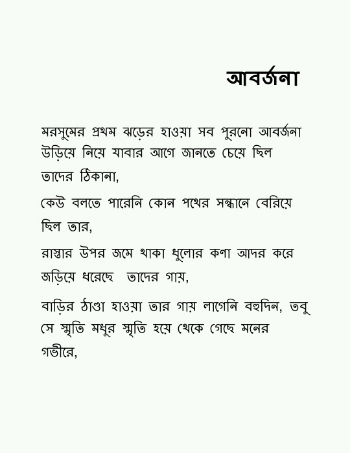 আবর্জনা
মরসুমের প্রথম ঝড়ের হাওয়া সব পুরনো আবর্জনা
উড়িয়ে নিয়ে যাবার আগে জানতে চেয়ে ছিল
তাদের ঠিকানা,
কেউ বলতে পারেনি কোন পথের সন্ধানে বেরিয়ে
ছিল তার,
রাস্তার উপর জমে থাকা ধুলোর কণা আদর করে
জড়িয়ে ধরেছে তাদের গায়,
বাড়ির ঠাণ্ডা হাওয়া তার গায় লাগেনি বহুদিন, তবু
সে স্মৃতি মধুর স্মৃতি হয়ে থেকে গেছে মনের
গভীরে,